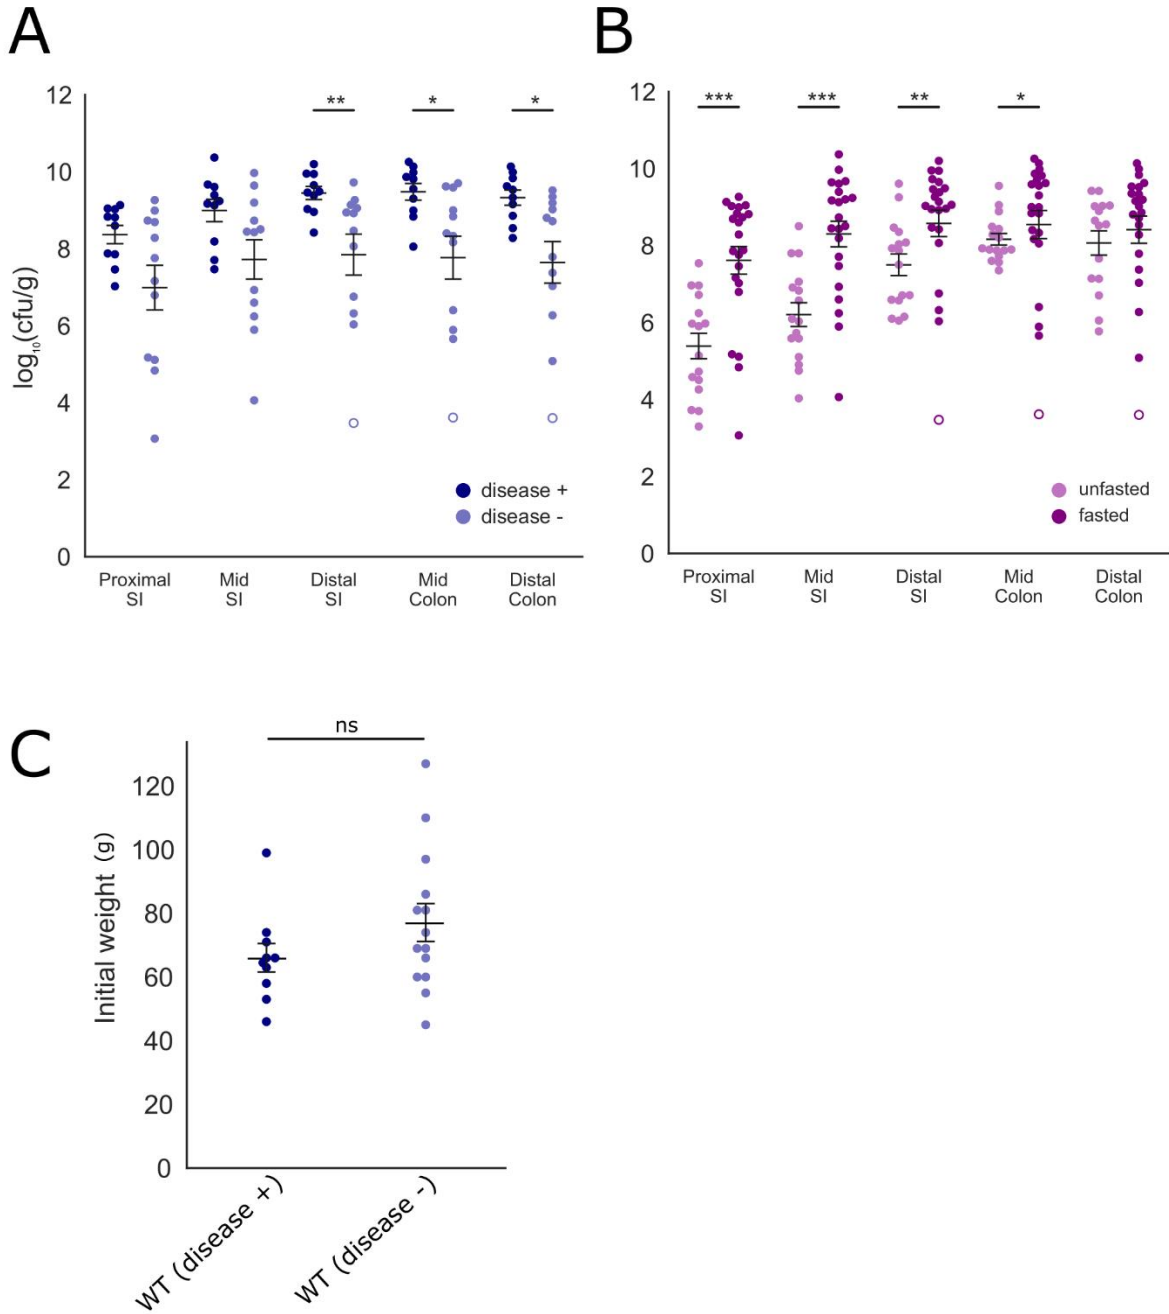 A
12
10
8
6
4
2
0
log₁₀(cfu/g)
** * *
disease +
disease -
Proximal SI
Mid SI
Distal SI
Mid Colon
Distal Colon
B
12
10
8
6
4
2
0
*** *** ** *
unfasted
fasted
Proximal SI
Mid SI
Distal SI
Mid Colon
Distal Colon
C
ns
120
100
80
60
40
20
0
Initial weight (g)
WT (disease +)
WT (disease -)